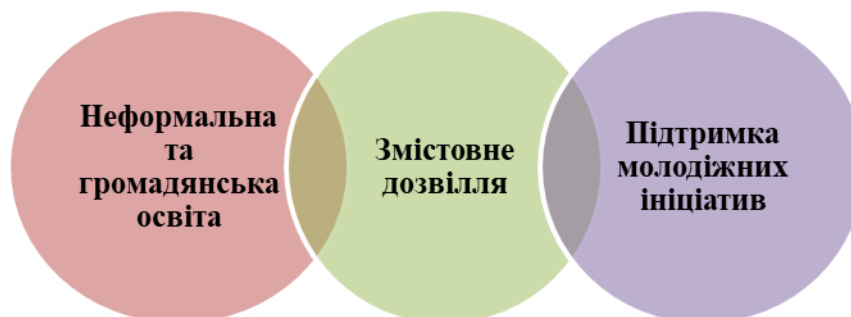 Неформальна
та
громадянська
освіта
Змістовне
дозвілля
Підтримка
молодіжних
ініціатив